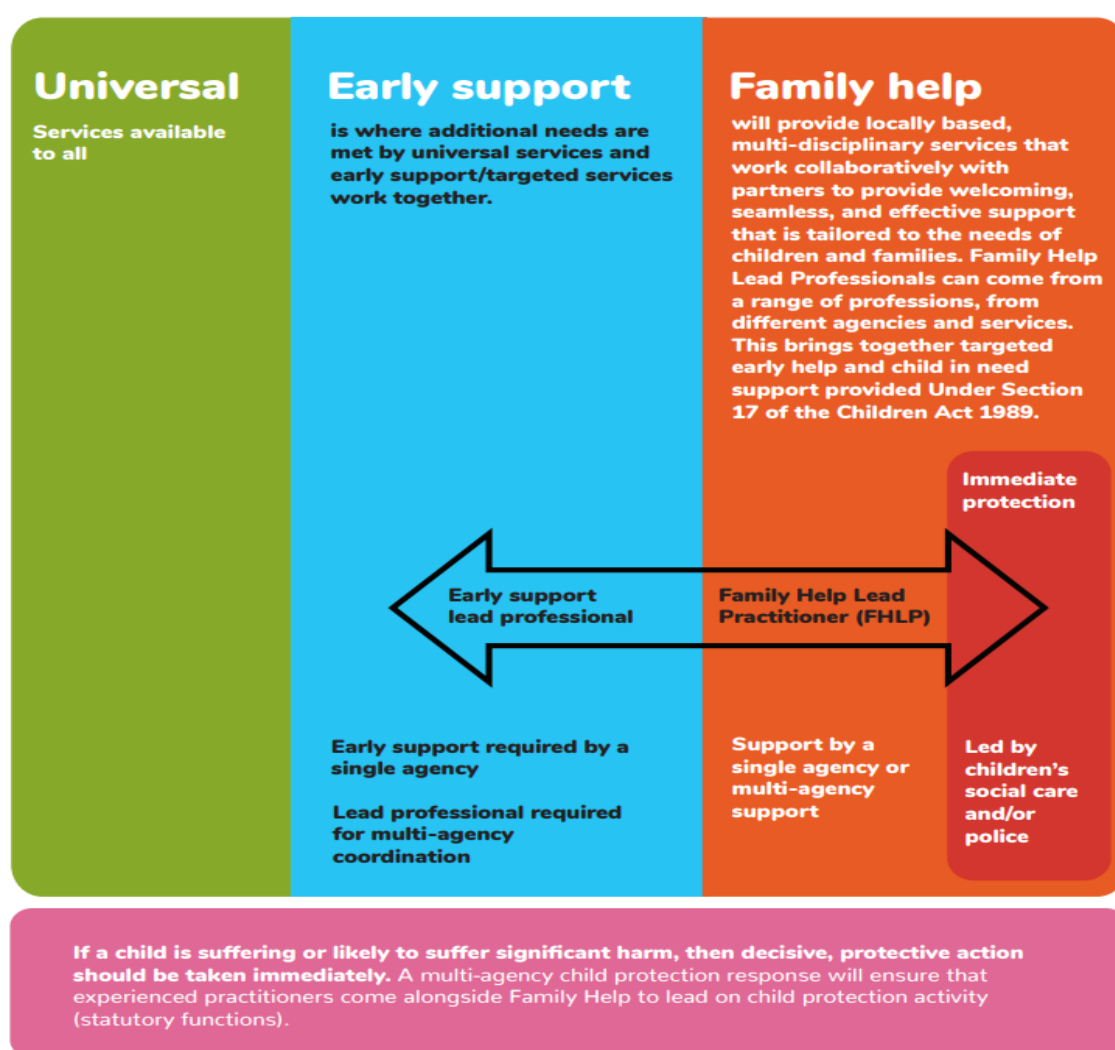 Universal
Services available
to all
Early support
is where additional needs are
met by universal services and
early support/targeted services
work together.
Family help
will provide locally based,
multi-disciplinary services that
work collaboratively with
partners to provide welcoming,
seamless, and effective support
that is tailored to the needs of
children and families. Family Help
Lead Professionals can come from
a range of professions, from
different agencies and services.
This brings together targeted
early help and child in need
support provided Under Section
17 of the Children Act 1989.
Immediate
protection
Early support
lead professional
Family Help Lead
Practitioner (FHLP)
Early support required by a
single agency
Lead professional required
for multi-agency
coordination
Support by a
single agency or
multi-agency
support
Led by
children’s
social care
and/or
police
If a child is suffering or likely to suffer significant harm, then decisive, protective action
should be taken immediately. A multi-agency child protection response will ensure that
experienced practitioners come alongside Family Help to lead on child protection activity
(statutory functions).